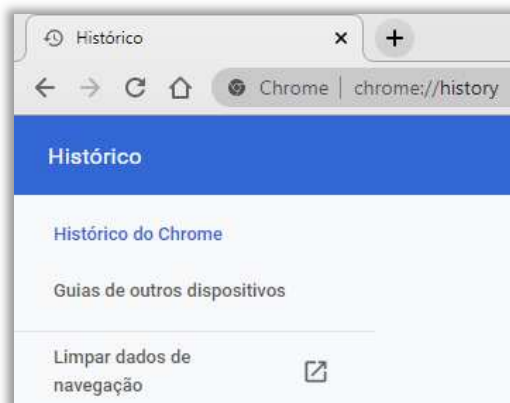 Histórico
Chrome | chrome://history
Histórico
Histórico do Chrome
Guias de outros dispositivos
Limpar dados de
navegação